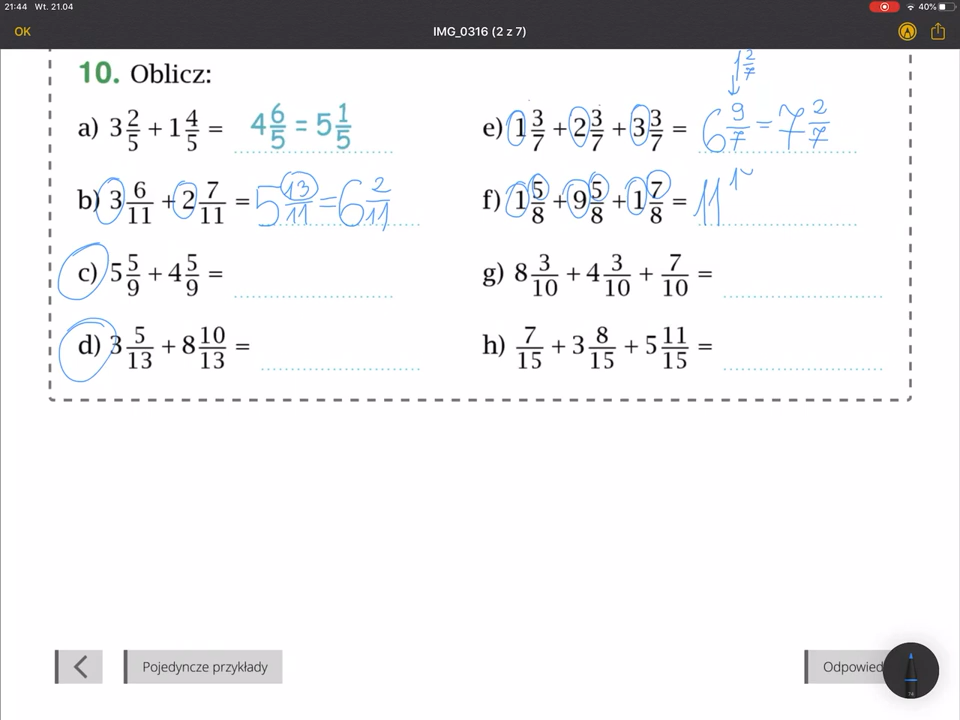 21:44 Wt. 21.04 40%
OK IMG_0316 (2 z 7)
10. Oblicz:
1 2/7
a) 3 2/5 + 1 4/5 = 4 6/5 = 5 1/5
e) 1 3/7 + 2 3/7 + 3 3/7 = 6 9/7 = 7 2/7
b) 3 6/11 + 2 7/11 = 5 13/11 = 6 2/11
f) 1 5/8 + 9 5/8 + 1 7/8 = 11
c) 5 5/9 + 4 5/9 =
g) 8 3/10 + 4 3/10 + 7/10 =
d) 3 5/13 + 8 10/13 =
h) 7/15 + 3 8/15 + 5 11/15 =
Pojedyncze przykłady
Odpowied